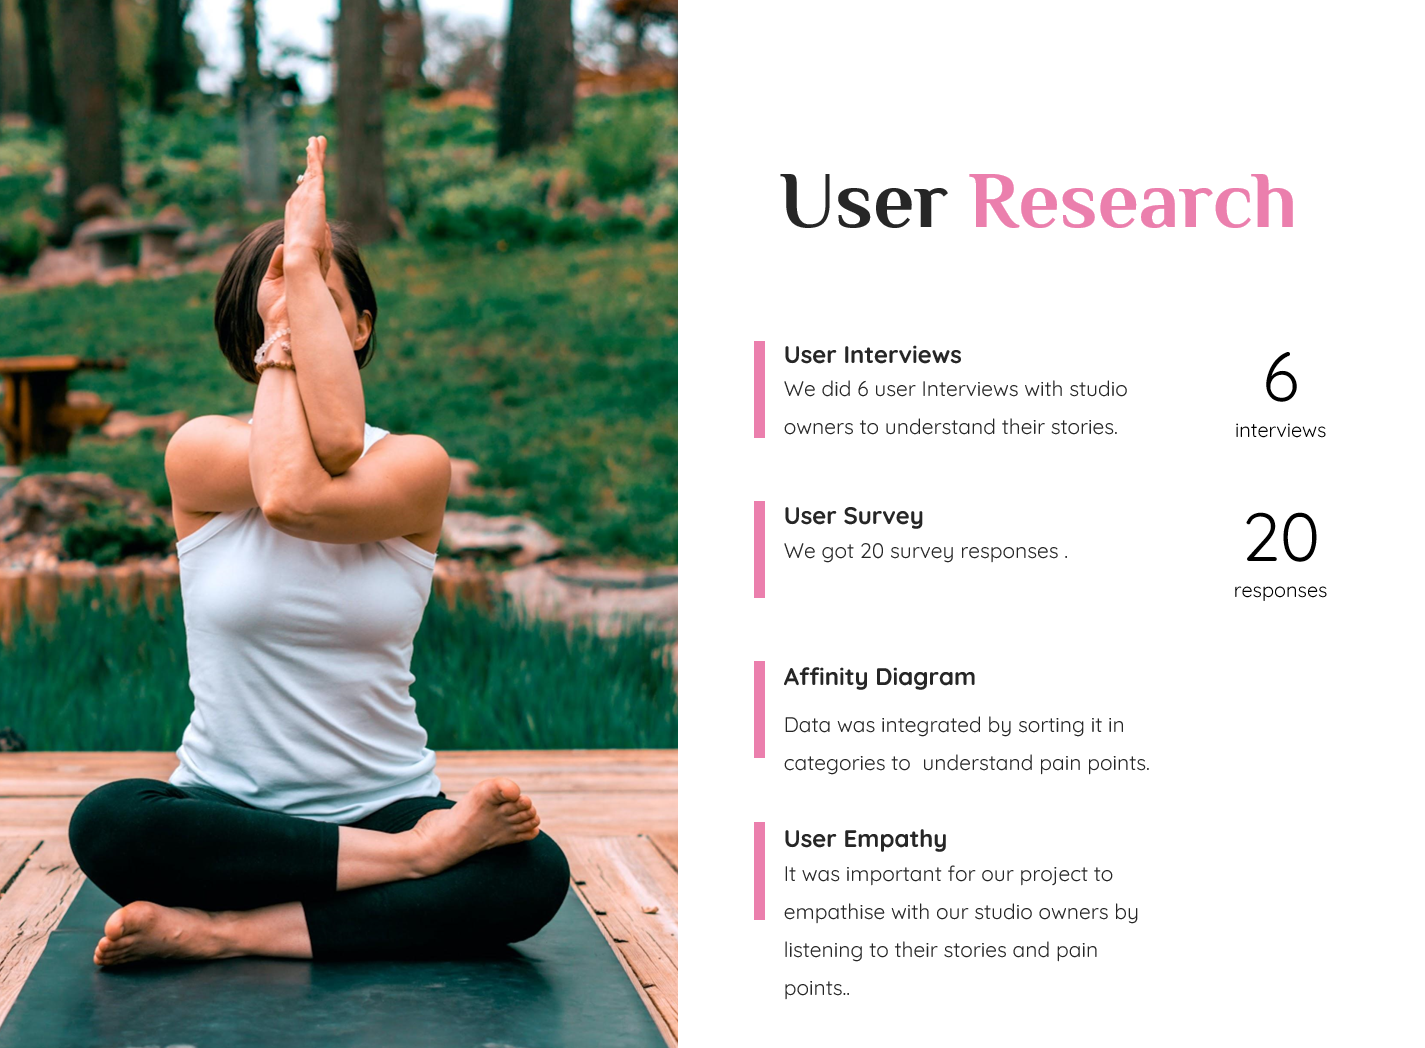 User Research
User Interviews
We did 6 user Interviews with studio
owners to understand their stories.
6
interviews
User Survey
We got 20 survey responses .
20
responses
Affinity Diagram
Data was integrated by sorting it in
categories to  understand pain points.
User Empathy
It was important for our project to
empathise with our studio owners by
listening to their stories and pain
points..